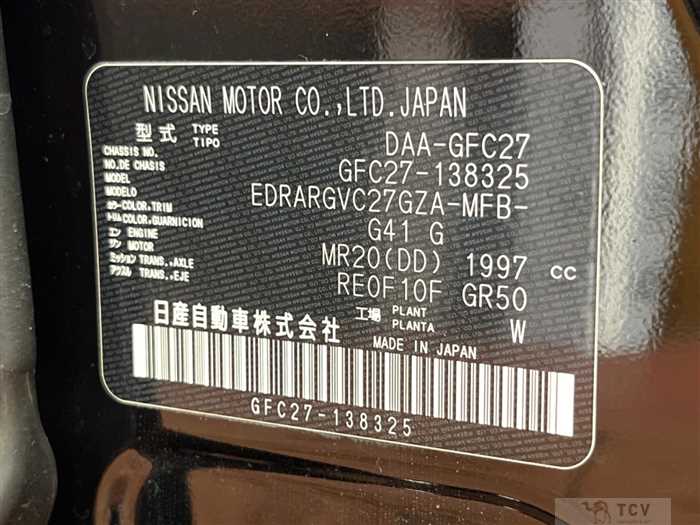 NISSAN MOTOR CO.,LTD.JAPAN
型式 TYPE TIPO DAA-GFC27
CHASSIS NO.
NO.DE CHASIS GFC27-138325
MODEL
MODELO EDRARGVC27GZA-MFB-
カラー COLOR,TRIM
トリム COLOR,GUARNICION G41 G
エン ENGINE
ジン MOTOR MR20(DD) 1997 cc
ミッション TRANS.,AXLE
アクスル TRANS.,EJE RE0F10F GR50
工場 PLANT PLANTA W
日産自動車株式会社 MADE IN JAPAN
GFC27-138325
TCV